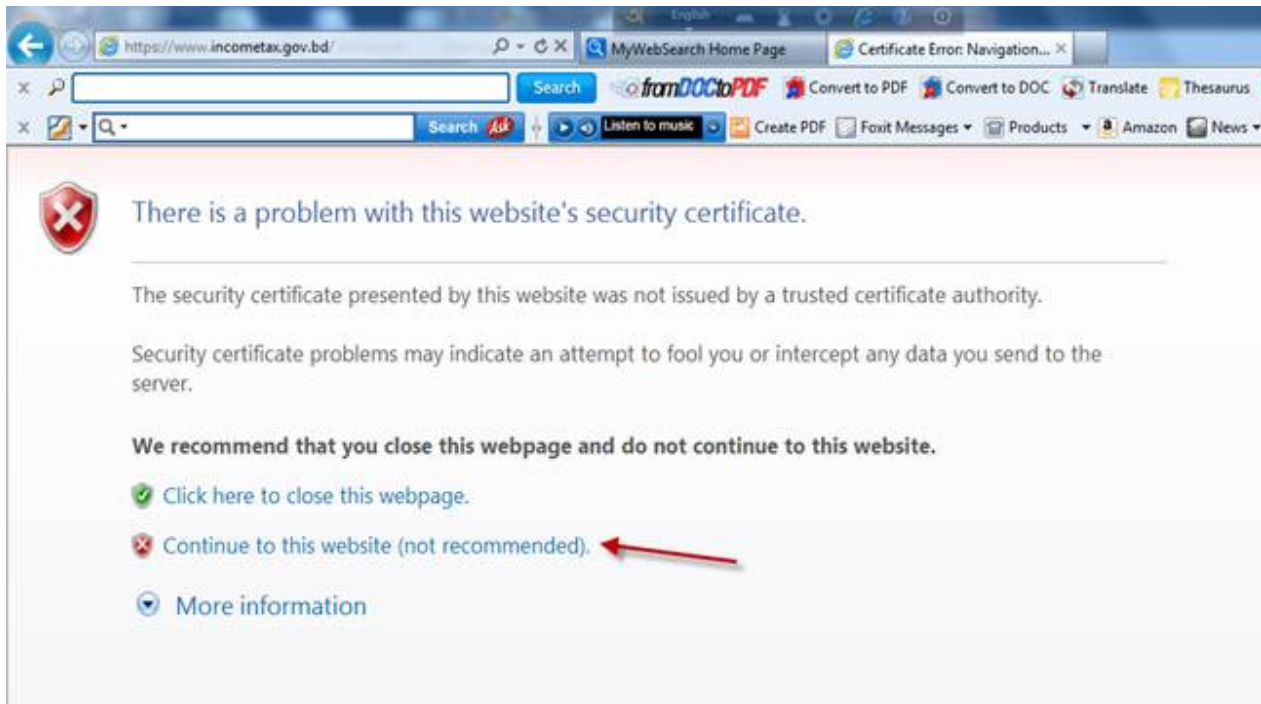 English
https://www.incometax.gov.bd/
MyWebSearch Home Page
Certificate Error: Navigation...
Search fromDOCtoPDF Convert to PDF Convert to DOC Translate Thesaurus
Search Ask Listen to music Create PDF Foxit Messages Products Amazon News
There is a problem with this website's security certificate.
The security certificate presented by this website was not issued by a trusted certificate authority.
Security certificate problems may indicate an attempt to fool you or intercept any data you send to the
server.
We recommend that you close this webpage and do not continue to this website.
Click here to close this webpage.
Continue to this website (not recommended).
More information